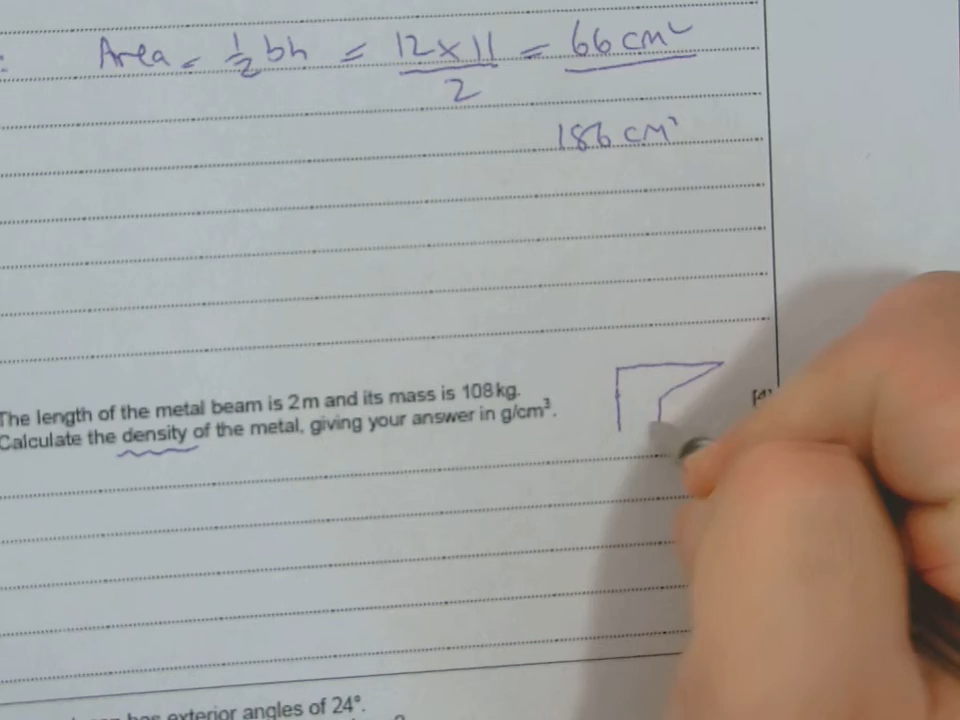 : Area = ½ bh = 12 × 11 / 2 = 66 cm²
186 cm²
The length of the metal beam is 2 m and its mass is 108 kg.
Calculate the density of the metal, giving your answer in g/cm³.
has exterior angles of 24°.